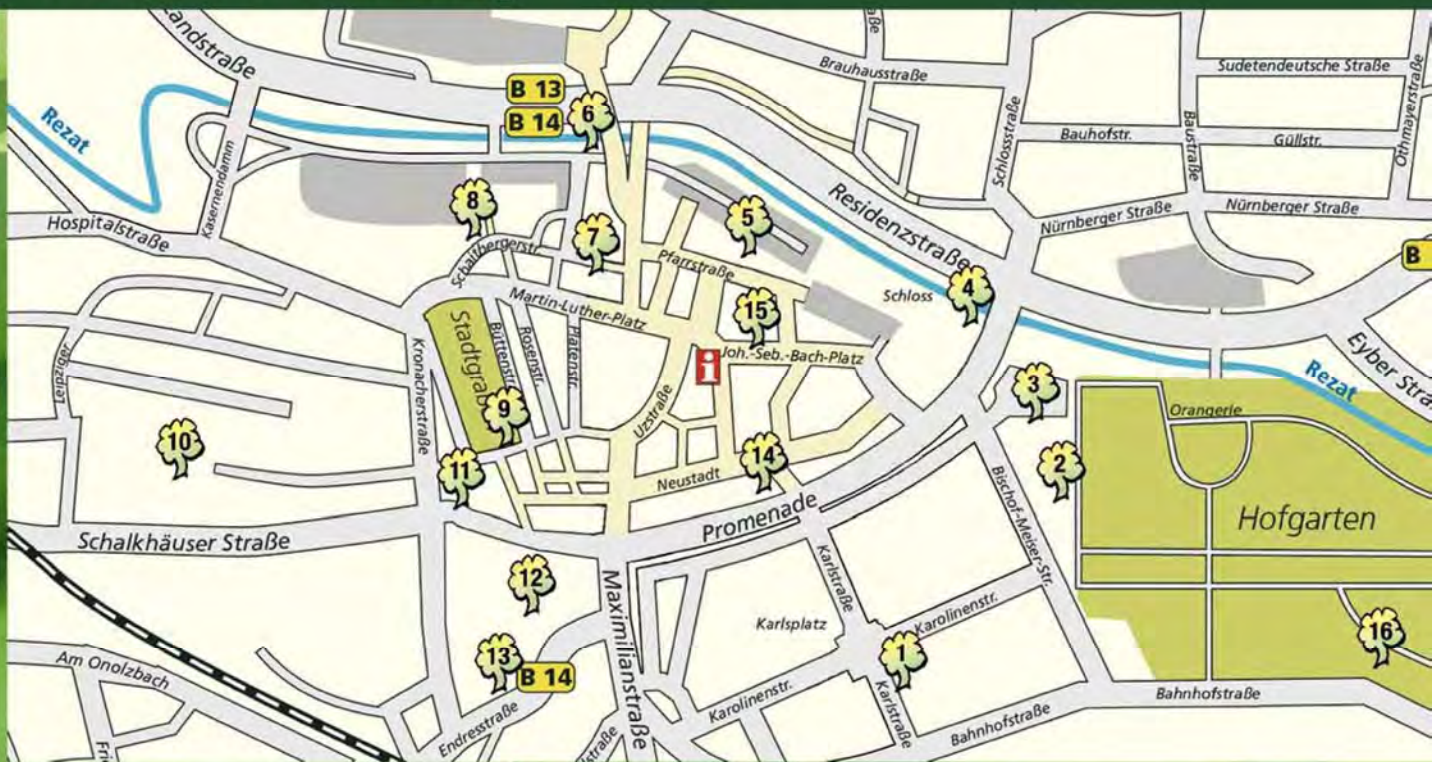 Landstraße
Brauhausstraße
Sudetendeutsche Straße
B 13
B 14
6
Rezat
Kasernendamm
Schlossstraße
Bauhofstr.
Baustraße
Güllstr.
Othmayerstraße
8
7
5
Residenzstraße
Nürnberger Straße
Nürnberger Straße
Hospitalstraße
Schaitbergerstr.
Pfarrstraße
B
Schloss
4
Martin-Luther-Platz
15
Stadtgrab
Büttenstr.
Rosenstr.
Platenstr.
Kronacherstraße
Leipziger
i
Joh.-Seb.-Bach-Platz
Eyber
Rezat
3
Uzstraße
9
Orangerie
10
11
14
2
Neustadt
Hofgarten
Promenade
Bischof-Meiser-Str.
Schalkhäuser Straße
12
Maximilianstraße
Karlstraße
Karlsplatz
Karolinenstr.
16
1
13
B 14
Am Onolzbach
Karolinenstr.
Karlstraße
Bahnhofstraße
Bahnhofstraße
Endresstraße